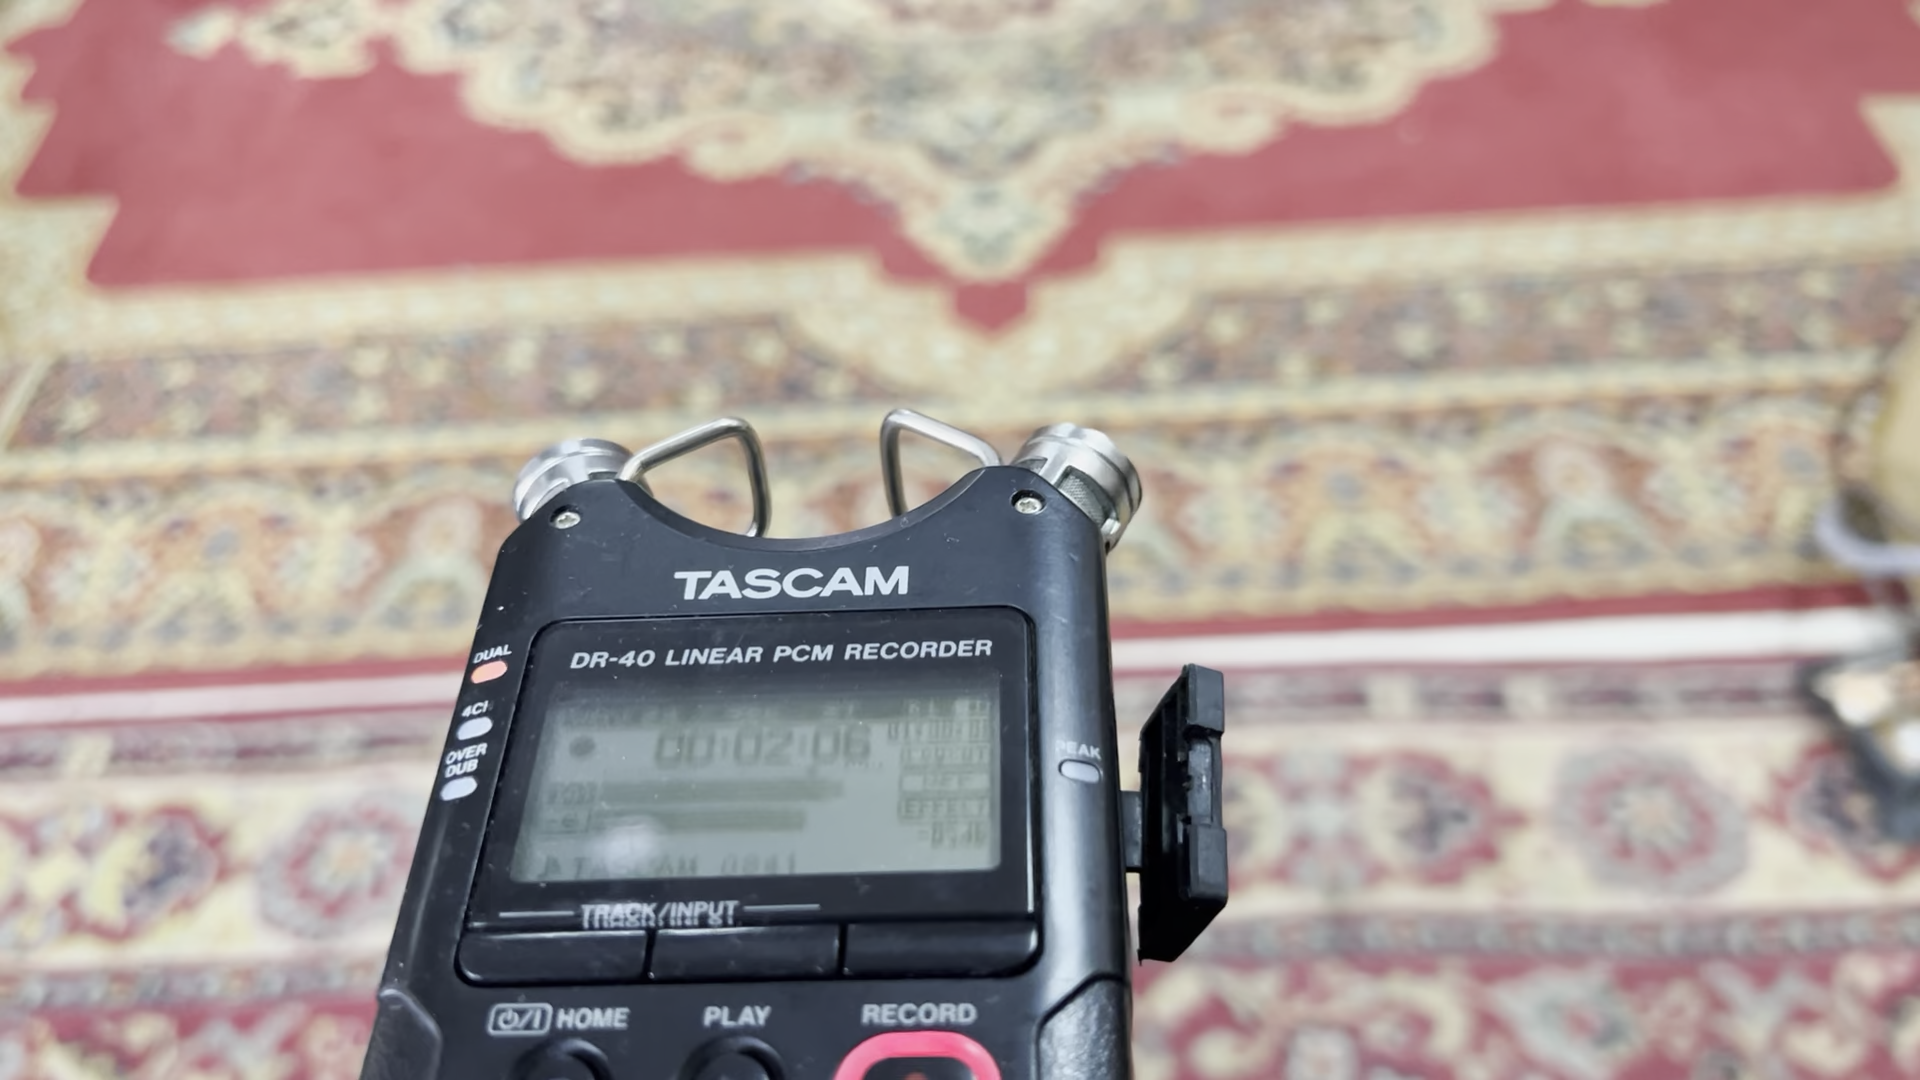 TASCAM
DR-40 LINEAR PCM RECORDER
DUAL
4CH
OVER
DUB
00:02:06
EFFECT
PEAK
TRACK/INPUT
HOME
PLAY
RECORD